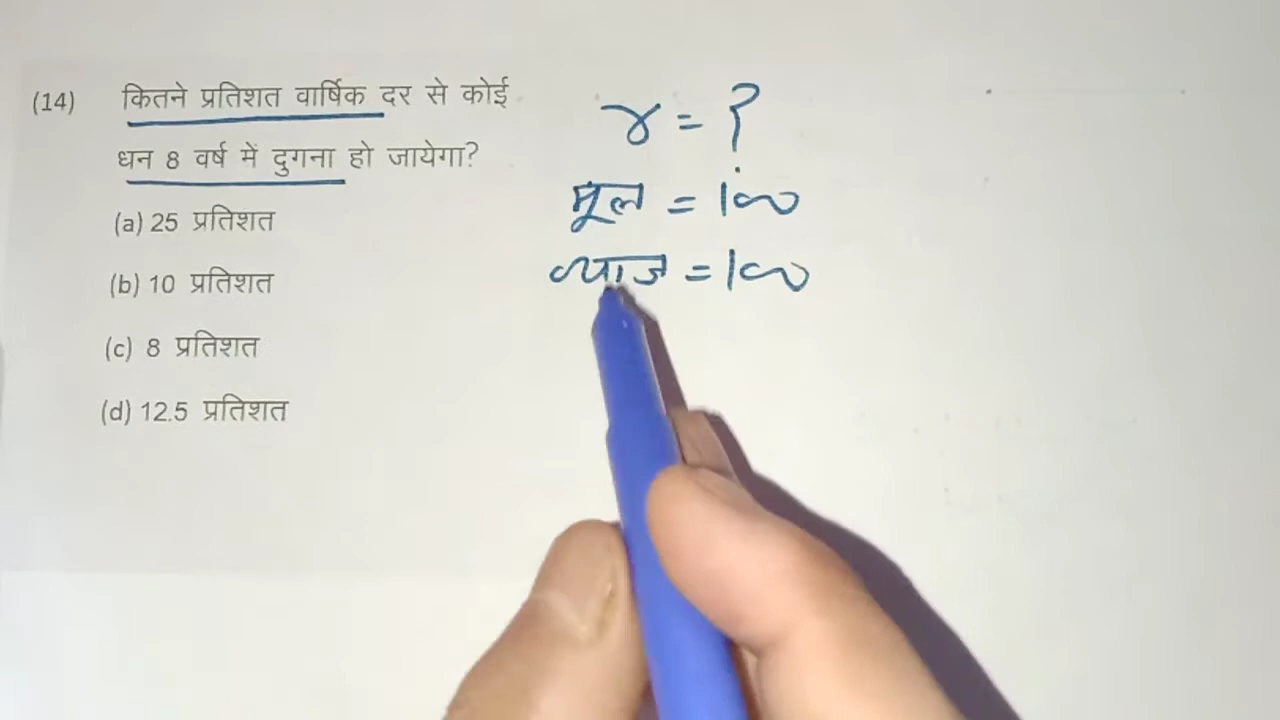 (14) कितने प्रतिशत वार्षिक दर से कोई
धन 8 वर्ष में दुगना हो जायेगा?
(a) 25 प्रतिशत
(b) 10 प्रतिशत
(c) 8 प्रतिशत
(d) 12.5 प्रतिशत
r = ?
मूल = 100
ब्याज = 100